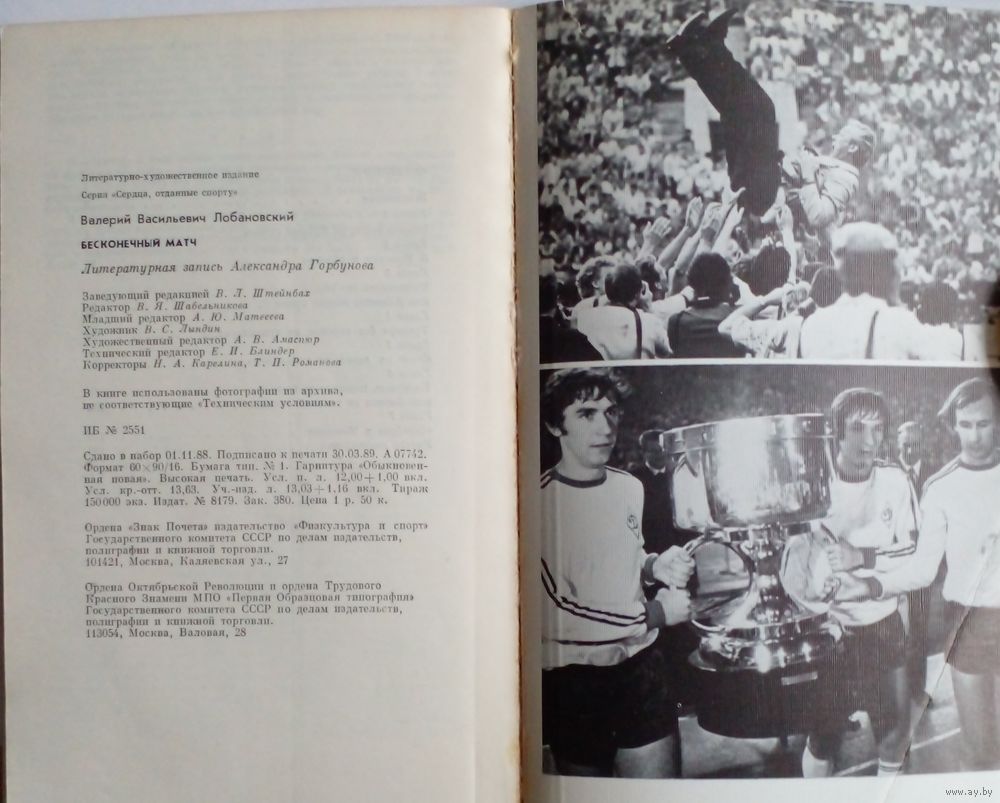 Литературно-художественное издание
Серия «Сердца, отданные спорту»
Валерий Васильевич Лобановский
БЕСКОНЕЧНЫЙ МАТЧ
Литературная запись Александра Горбунова
Заведующий редакцией В. Л. Штейнбах
Редактор В. Я. Шабельникова
Младший редактор А. Ю. Матвеева
Художник В. С. Лындин
Художественный редактор А. В. Амаспюр
Технический редактор Е. И. Блиндер
Корректоры Н. А. Карелина, Т. П. Романова
В книге использованы фотографии из архива,
не соответствующие «Техническим условиям».
ИБ № 2551
Сдано в набор 01.11.88. Подписано к печати 30.03.89. А 07742.
Формат 60×90/16. Бумага тип. № 1. Гарнитура «Обыкновен-
ная новая». Высокая печать. Усл. п. л. 12,00+1,00 вкл.
Усл. кр.-отт. 13,63. Уч.-изд. л. 13,03+1,16 вкл. Тираж
150 000 экз. Издат. № 8179. Зак. 380. Цена 1 р. 50 к.
Ордена «Знак Почета» издательство «Физкультура и спорт»
Государственного комитета СССР по делам издательств,
полиграфии и книжной торговли.
101421, Москва, Каляевская ул., 27
Ордена Октябрьской Революции и ордена Трудового
Красного Знамени МПО «Первая Образцовая типография»
Государственного комитета СССР по делам издательств,
полиграфии и книжной торговли.
113054, Москва, Валовая, 28
www.ay.by